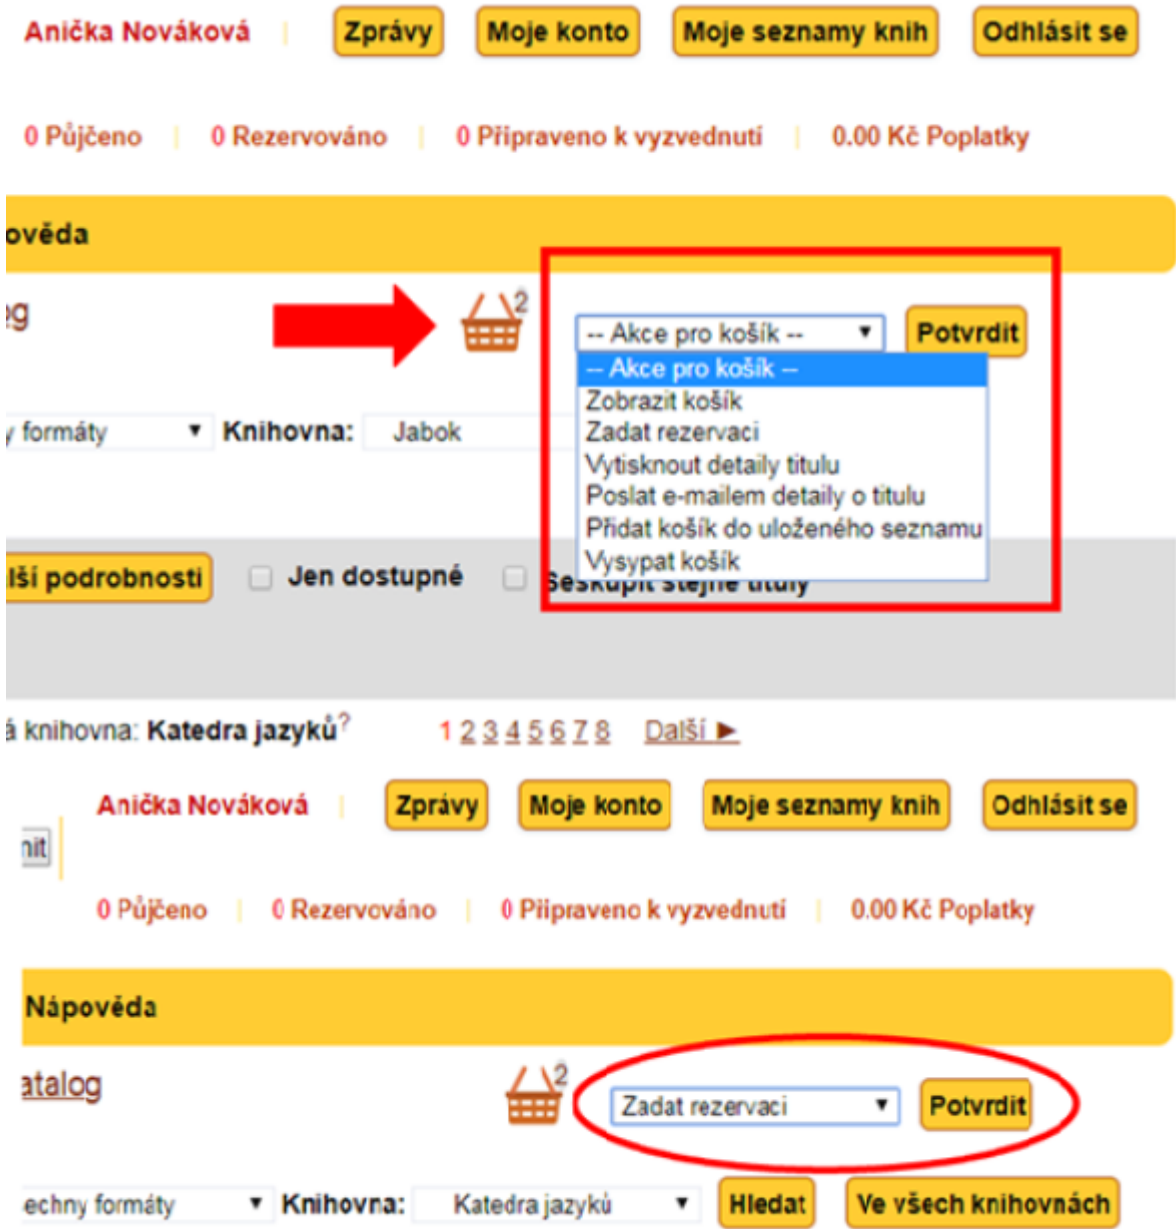 Anička Nováková Zprávy Moje konto Moje seznamy knih Odhlásit se
0 Půjčeno 0 Rezervováno 0 Připraveno k vyzvednutí 0.00 Kč Poplatky
ověda
og 2 -- Akce pro košík -- Potvrdit
-- Akce pro košík --
Zobrazit košík
y formáty Knihovna: Jabok Zadat rezervaci
Vytisknout detaily titulu
Poslat e-mailem detaily o titulu
Přidat košík do uloženého seznamu
Vysypat košík
lší podrobnosti Jen dostupné Seskupit stejné tituly
á knihovna: Katedra jazyků? 1 2 3 4 5 6 7 8 Další ►
Anička Nováková Zprávy Moje konto Moje seznamy knih Odhlásit se
nit
0 Půjčeno 0 Rezervováno 0 Připraveno k vyzvednutí 0.00 Kč Poplatky
Nápověda
atalog 2 Zadat rezervaci Potvrdit
echny formáty Knihovna: Katedra jazyků Hledat Ve všech knihovnách